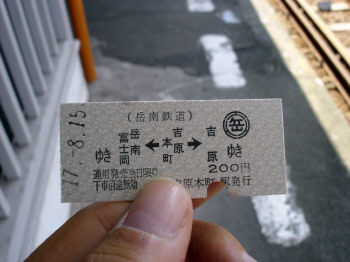 17.-8.15
(岳南鉄道)
岳
ゆき 岳南富士岡 ←→ 吉原本町 ←→ 吉原 ゆき
200円
通用発売当日限り
下車前途無効 吉原本町駅発行